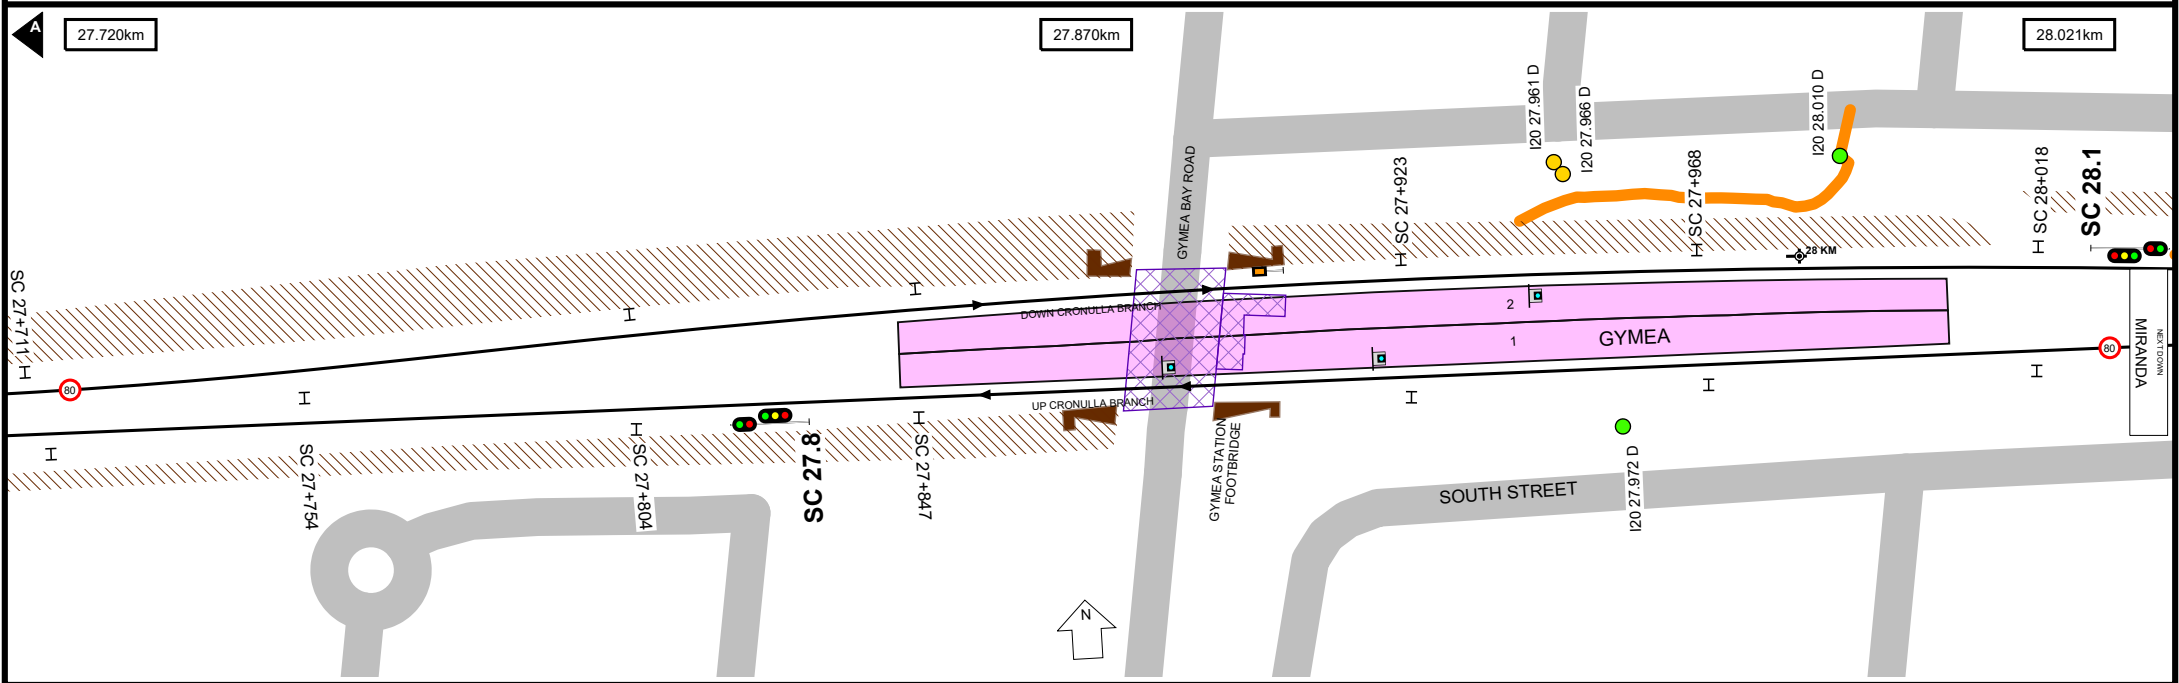 A
27.720km
27.870km
28.021km
I20 27.961 D
I20 27.966 D
I20 28.010 D
GYMEA BAY ROAD
SC 27+923
SC 27+968
SC 28+018
SC 28.1
28 KM
SC 27+711
DOWN CRONULLA BRANCH
2
1
GYMEA
80
80
MIRANDA
NEXT DOWN
UP CRONULLA BRANCH
SC 27+754
SC 27+804
SC 27.8
SC 27+847
GYMEA STATION
FOOTBRIDGE
SOUTH STREET
I20 27.972 D
N